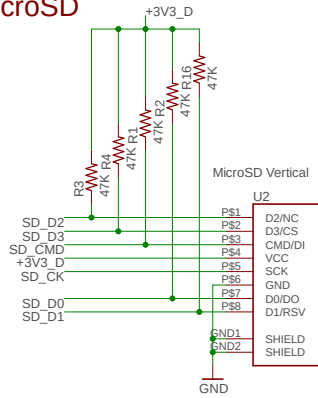 croSD
+3V3_D
R3
47K
R4
47K
R1
47K
R2
47K
R16
47K
MicroSD Vertical
U2
SD_D2
SD_D3
SD_CMD
+3V3_D
SD_CK
SD_D0
SD_D1
P$1
P$2
P$3
P$4
P$5
P$6
P$7
P$8
GND1
GND2
D2/NC
D3/CS
CMD/DI
VCC
SCK
GND
D0/DO
D1/RSV
SHIELD
SHIELD
GND